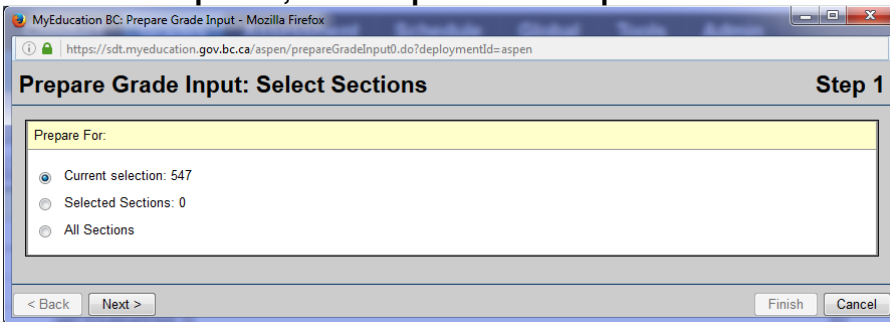 MyEducation BC: Prepare Grade Input - Mozilla Firefox
https://sdt.myeducation.gov.bc.ca/aspen/prepareGradeInput0.do?deploymentId=aspen
Prepare Grade Input: Select Sections Step 1
Prepare For:
Current selection: 547
Selected Sections: 0
All Sections
< Back Next > Finish Cancel